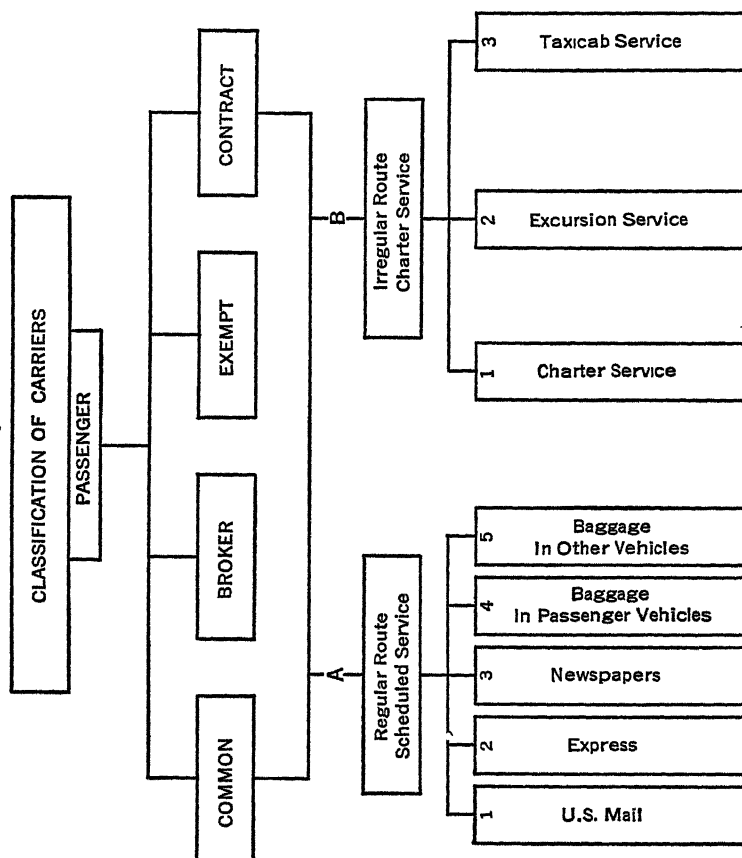 CLASSIFICATION OF CARRIERS
PASSENGER
COMMON
BROKER
EXEMPT
CONTRACT
A
B
Regular Route
Scheduled Service
Irregular Route
Charter Service
1
U.S. Mail
2
Express
3
Newspapers
4
Baggage
In Passenger Vehicles
5
Baggage
In Other Vehicles
1
Charter Service
2
Excursion Service
3
Taxicab Service